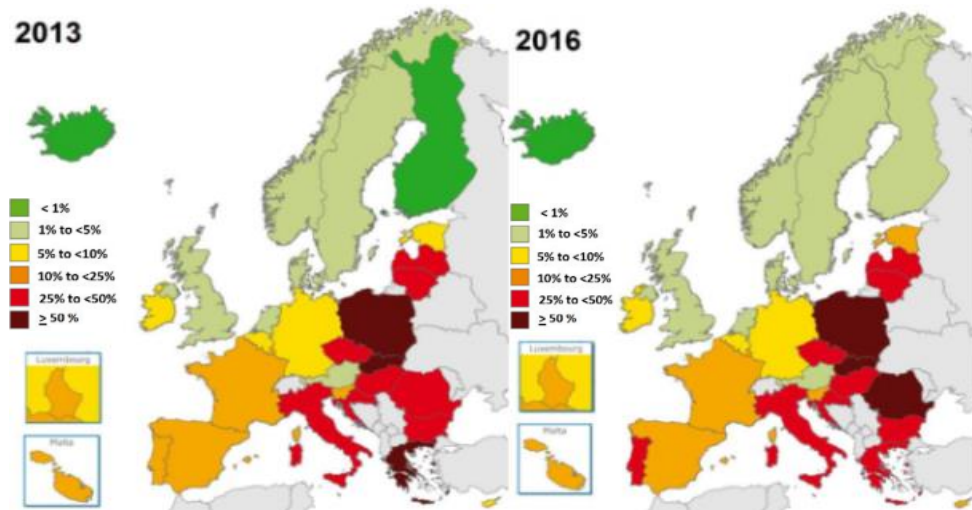 2013
< 1%
1% to <5%
5% to <10%
10% to <25%
25% to <50%
≥ 50 %
Luxembourg
Malta
2016
< 1%
1% to <5%
5% to <10%
10% to <25%
25% to <50%
≥ 50 %
Luxembourg
Malta